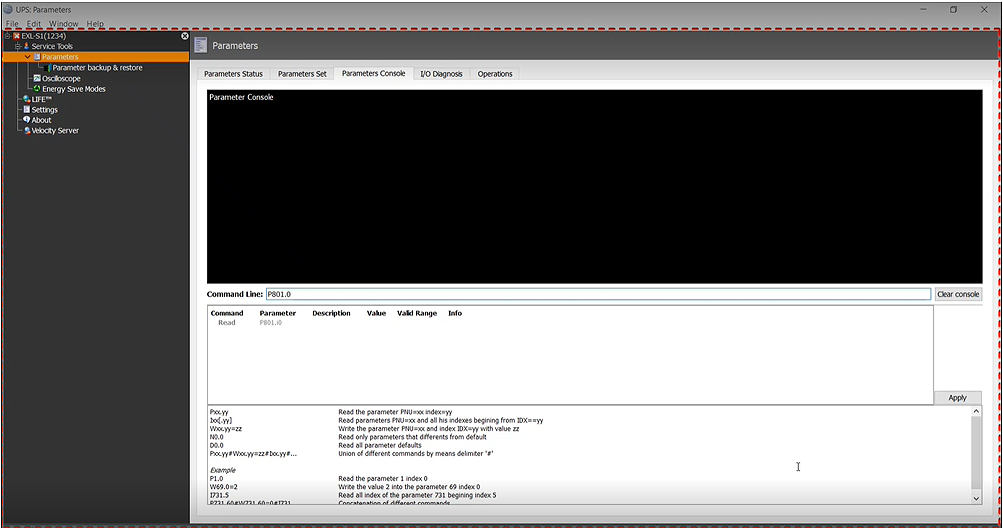 UPS: Parameters
File Edit Window Help
EXL-S1(1234)
Service Tools
Parameters
Parameter backup & restore
Oscilloscope
Energy Save Modes
LIFE™
Settings
About
Velocity Server
Parameters
Parameters Status Parameters Set Parameters Console I/O Diagnosis Operations
Parameter Console
Command Line: P801.0 Clear console
Command Parameter Description Value Valid Range Info
Read P801.i0
Apply
Pxx.yy Read the parameter PNU=xx index=yy
Ixx[.yy] Read parameters PNU=xx and all his indexes begining from IDX==yy
Wxx.yy=zz Write the parameter PNU=xx and index IDX=yy with value zz
N0.0 Read only parameters that differents from default
D0.0 Read all parameter defaults
Pxx.yy#Wxx.yy=zz#Ixx.yy#... Union of different commands by means delimiter '#'
Example
P1.0 Read the parameter 1 index 0
W69.0=2 Write the value 2 into the parameter 69 index 0
I731.5 Read all index of the parameter 731 begining index 5
P731.60#W731.60=0#I731 Concatenation of different commands